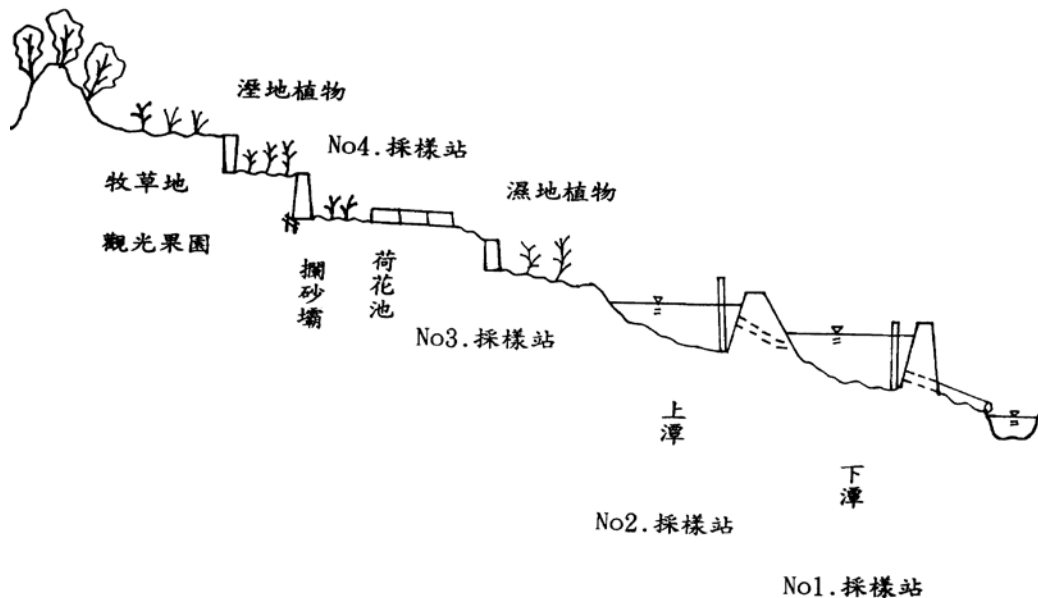 溼地植物
No4.採樣站
牧草地
濕地植物
觀光果園
攔砂壩
荷花池
No3.採樣站
上潭
下潭
No2.採樣站
No1.採樣站